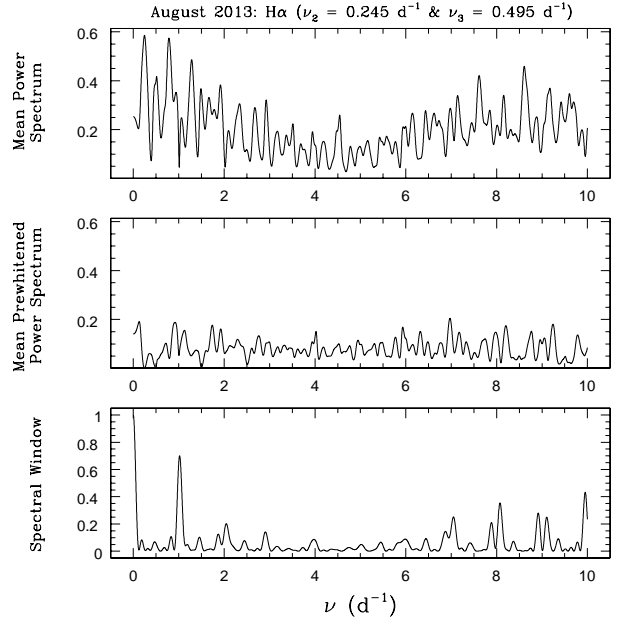 August 2013: Hα (ν₂ = 0.245 d⁻¹ & ν₃ = 0.495 d⁻¹)
Mean Power
Spectrum
0.6
0.4
0.2
0 2 4 6 8 10
Mean Prewhitened
Power Spectrum
0.6
0.4
0.2
0 2 4 6 8 10
Spectral Window
1
0.8
0.6
0.4
0.2
0
0 2 4 6 8 10
ν (d⁻¹)